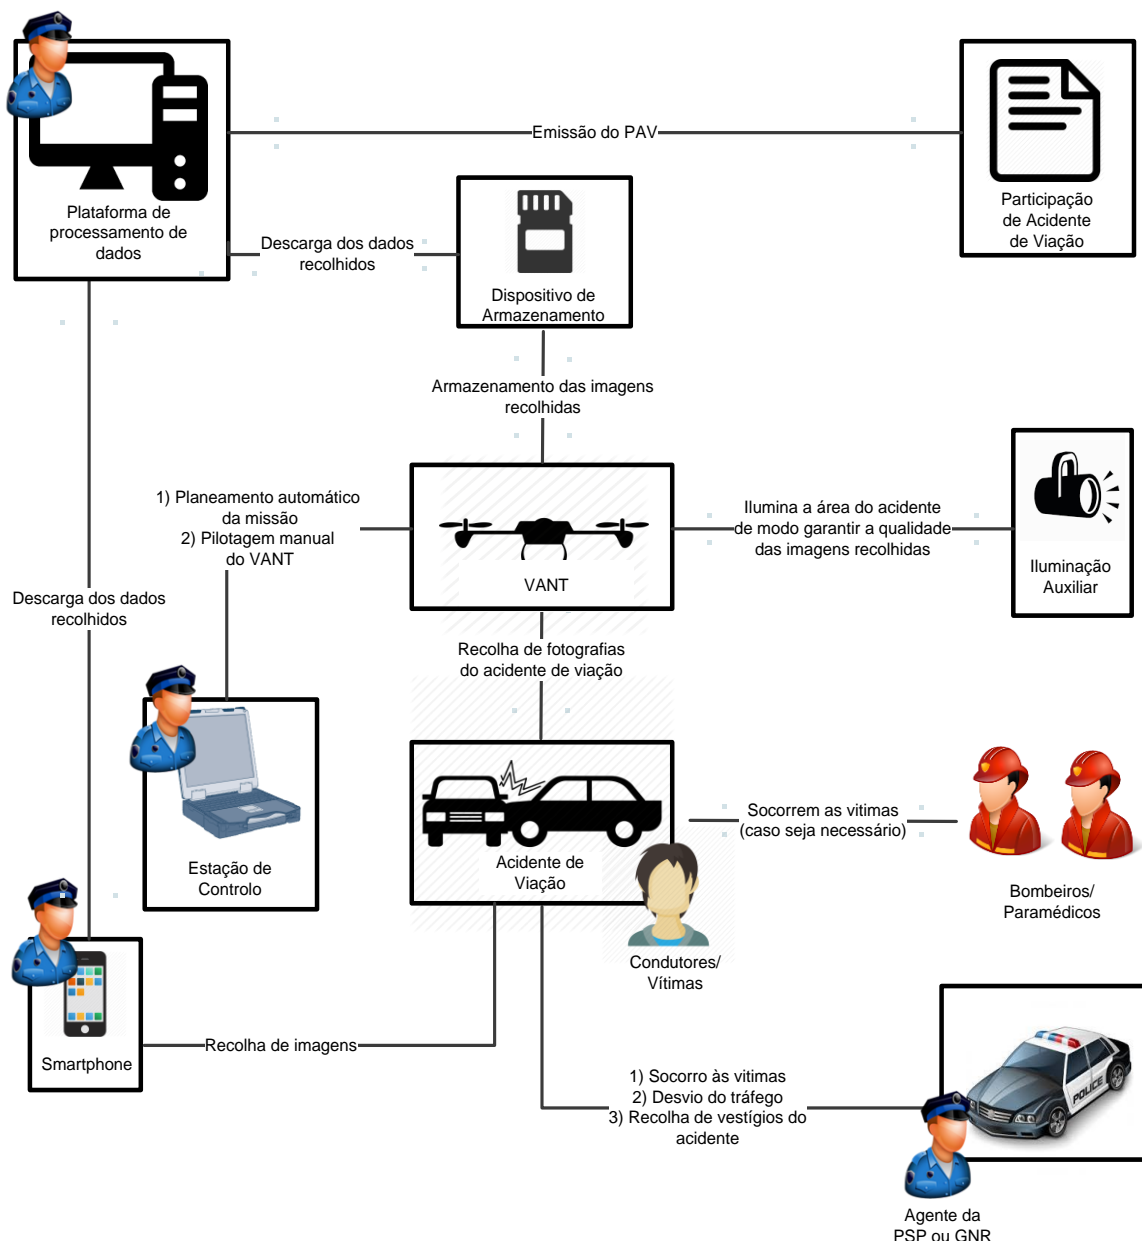 Emissão do PAV
Plataforma de
processamento de
dados
Participação
de Acidente
de Viação
Descarga dos dados
recolhidos
Dispositivo de
Armazenamento
Armazenamento das imagens
recolhidas
1) Planeamento automático
da missão
2) Pilotagem manual
do VANT
VANT
Ilumina a área do acidente
de modo garantir a qualidade
das imagens recolhidas
Iluminação
Auxiliar
Descarga dos dados
recolhidos
Recolha de fotografias
do acidente de viação
Estação de
Controlo
Acidente de
Viação
Socorrem as vitimas
(caso seja necessário)
Bombeiros/
Paramédicos
Condutores/
Vítimas
Smartphone
Recolha de imagens
1) Socorro às vitimas
2) Desvio do tráfego
3) Recolha de vestígios do
acidente
POLICE
Agente da
PSP ou GNR